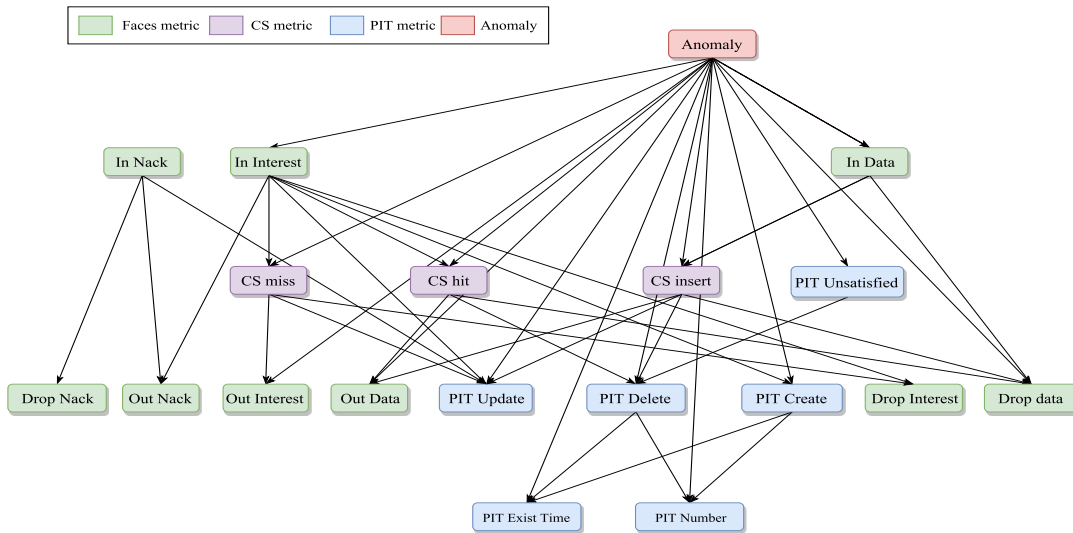 Faces metric CS metric PIT metric Anomaly
Anomaly
In Nack In Interest In Data
CS miss CS hit CS insert PIT Unsatisfied
Drop Nack Out Nack Out Interest Out Data PIT Update PIT Delete PIT Create Drop Interest Drop data
PIT Exist Time PIT Number